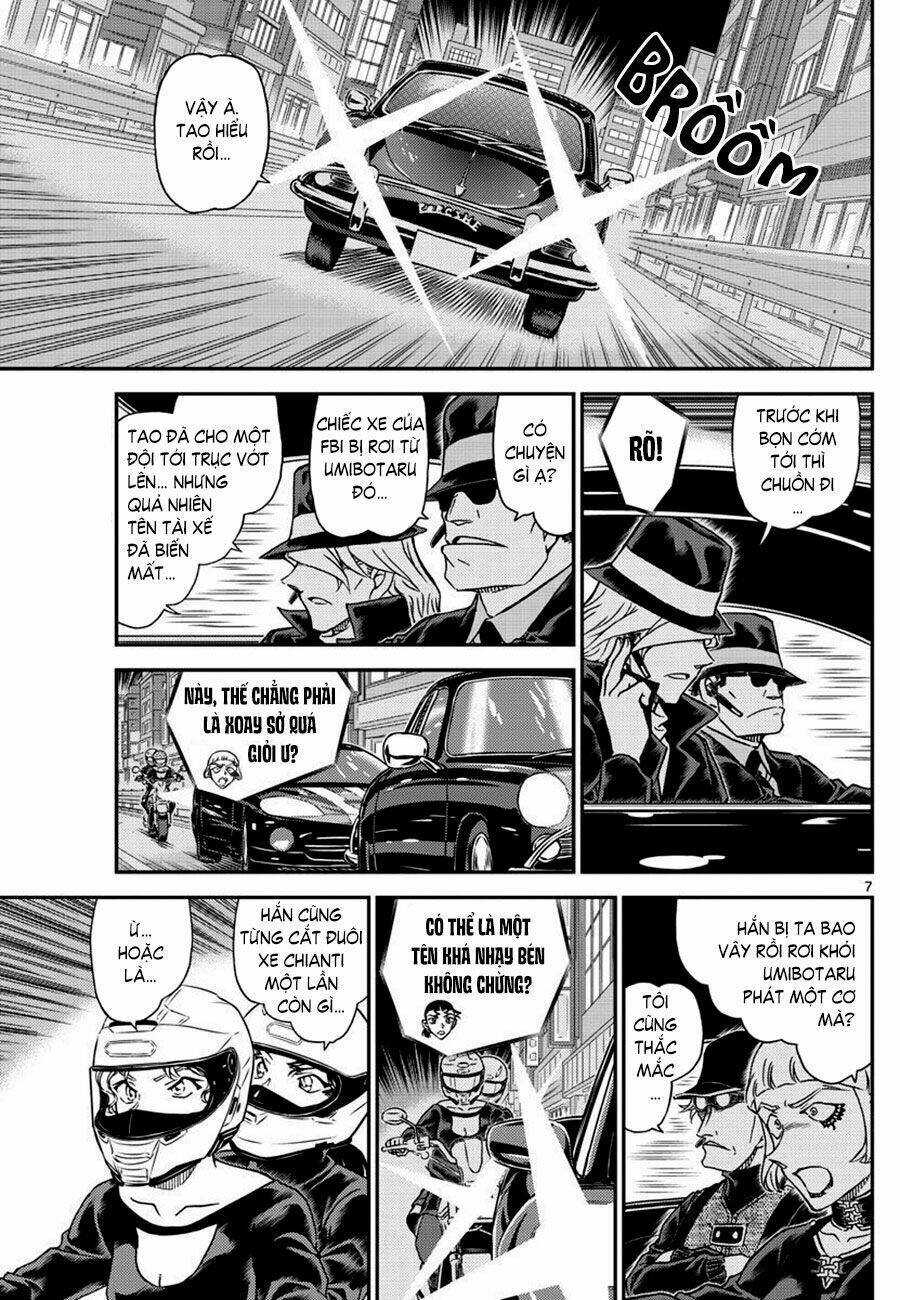 VẬY À.
TAO HIỂU
RỒI...
BRỒỒM
TRƯỚC KHI
BỌN CỚM
TỚI THÌ
CHUỒN ĐI
...
RÕ!
CÓ
CHUYỆN
GÌ Ạ?
CHIẾC XE CỦA
FBI BỊ RƠI TỪ
UMIBOTARU
ĐÓ...
TAO ĐÃ CHO MỘT
ĐỘI TỚI TRỤC VỚT
LÊN... NHƯNG
QUẢ NHIÊN
TÊN TÀI XẾ
ĐÃ BIẾN
MẤT...
NÀY, THẾ CHẲNG PHẢI
LÀ XOAY SỞ QUÁ
GIỎI Ư?
7
HẮN BỊ TA BAO
VÂY RỒI RƠI KHỎI
UMIBOTARU
PHÁT MỘT CƠ
MÀ?
TÔI
CŨNG
THẮC
MẮC
CÓ THỂ LÀ MỘT
TÊN KHÁ NHẠY BÉN
KHÔNG CHỪNG?
HẮN CŨNG
TỪNG CẮT ĐUÔI
XE CHIANTI
MỘT LẦN
CÒN GÌ...
Ừ...
HOẶC
LÀ...